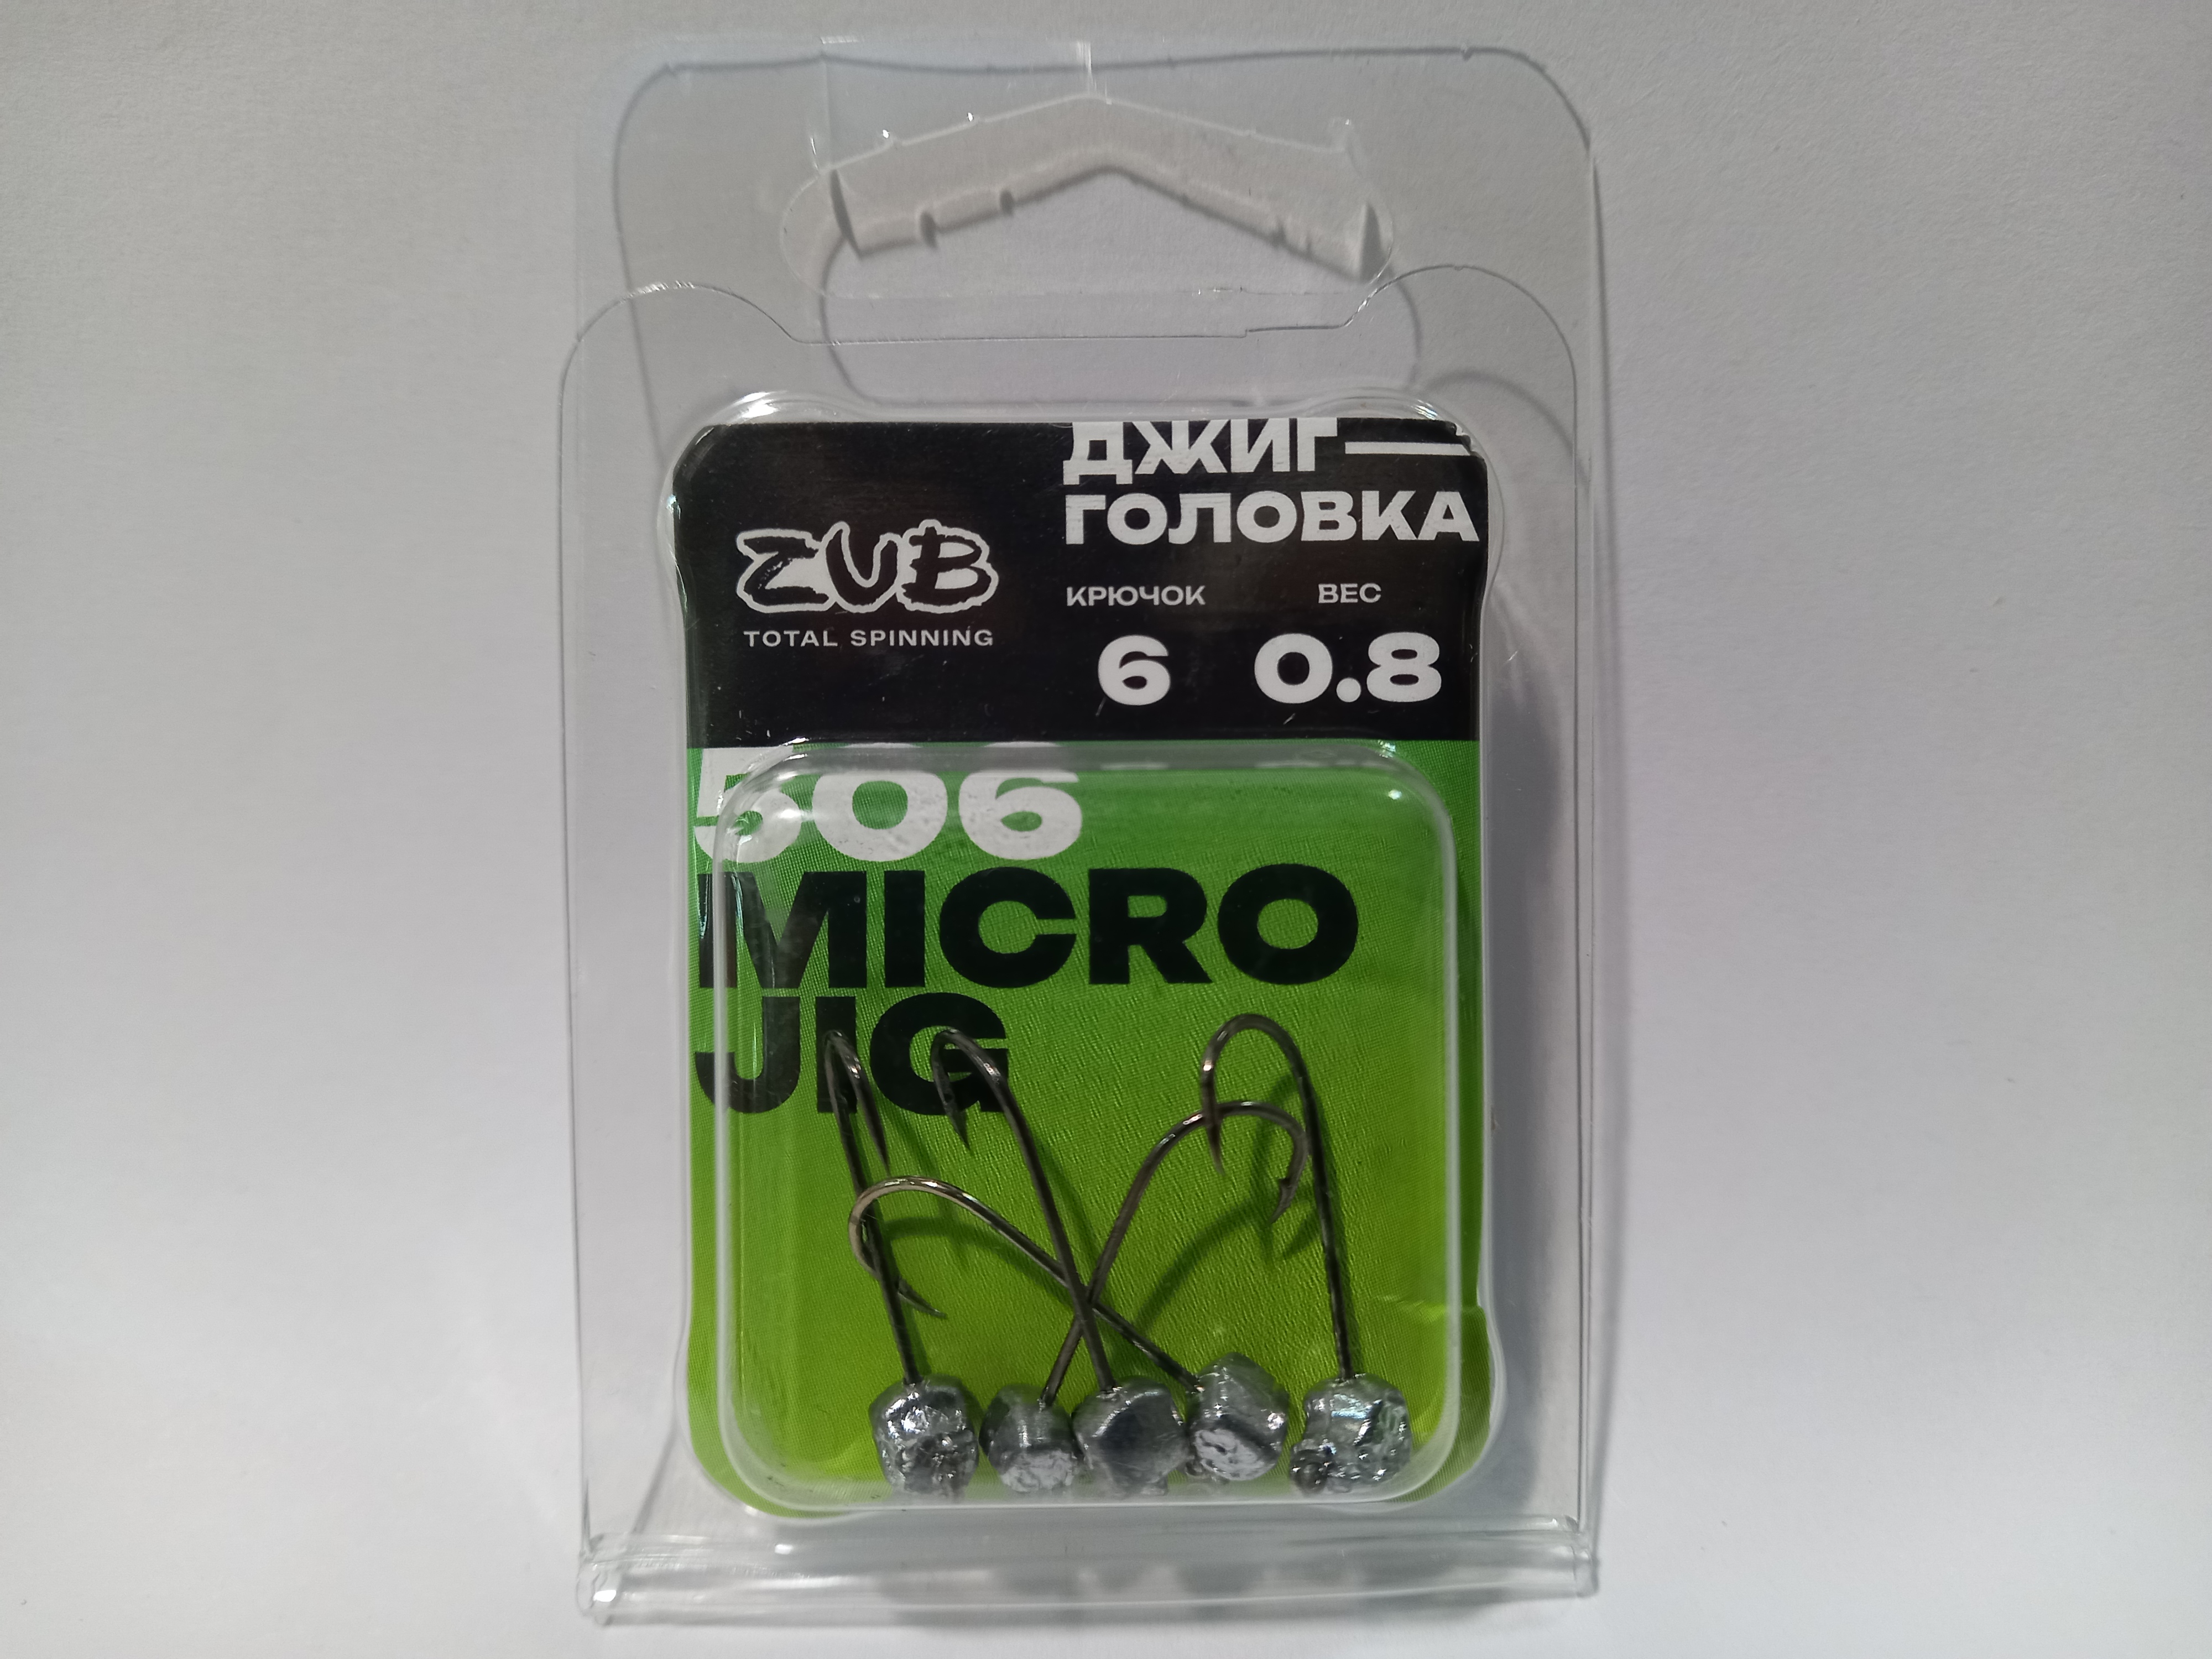 ДЖИГ—
ГОЛОВКА
ZUB
TOTAL SPINNING
КРЮЧОК ВЕС
6 0.8
506
MICRO
JIG